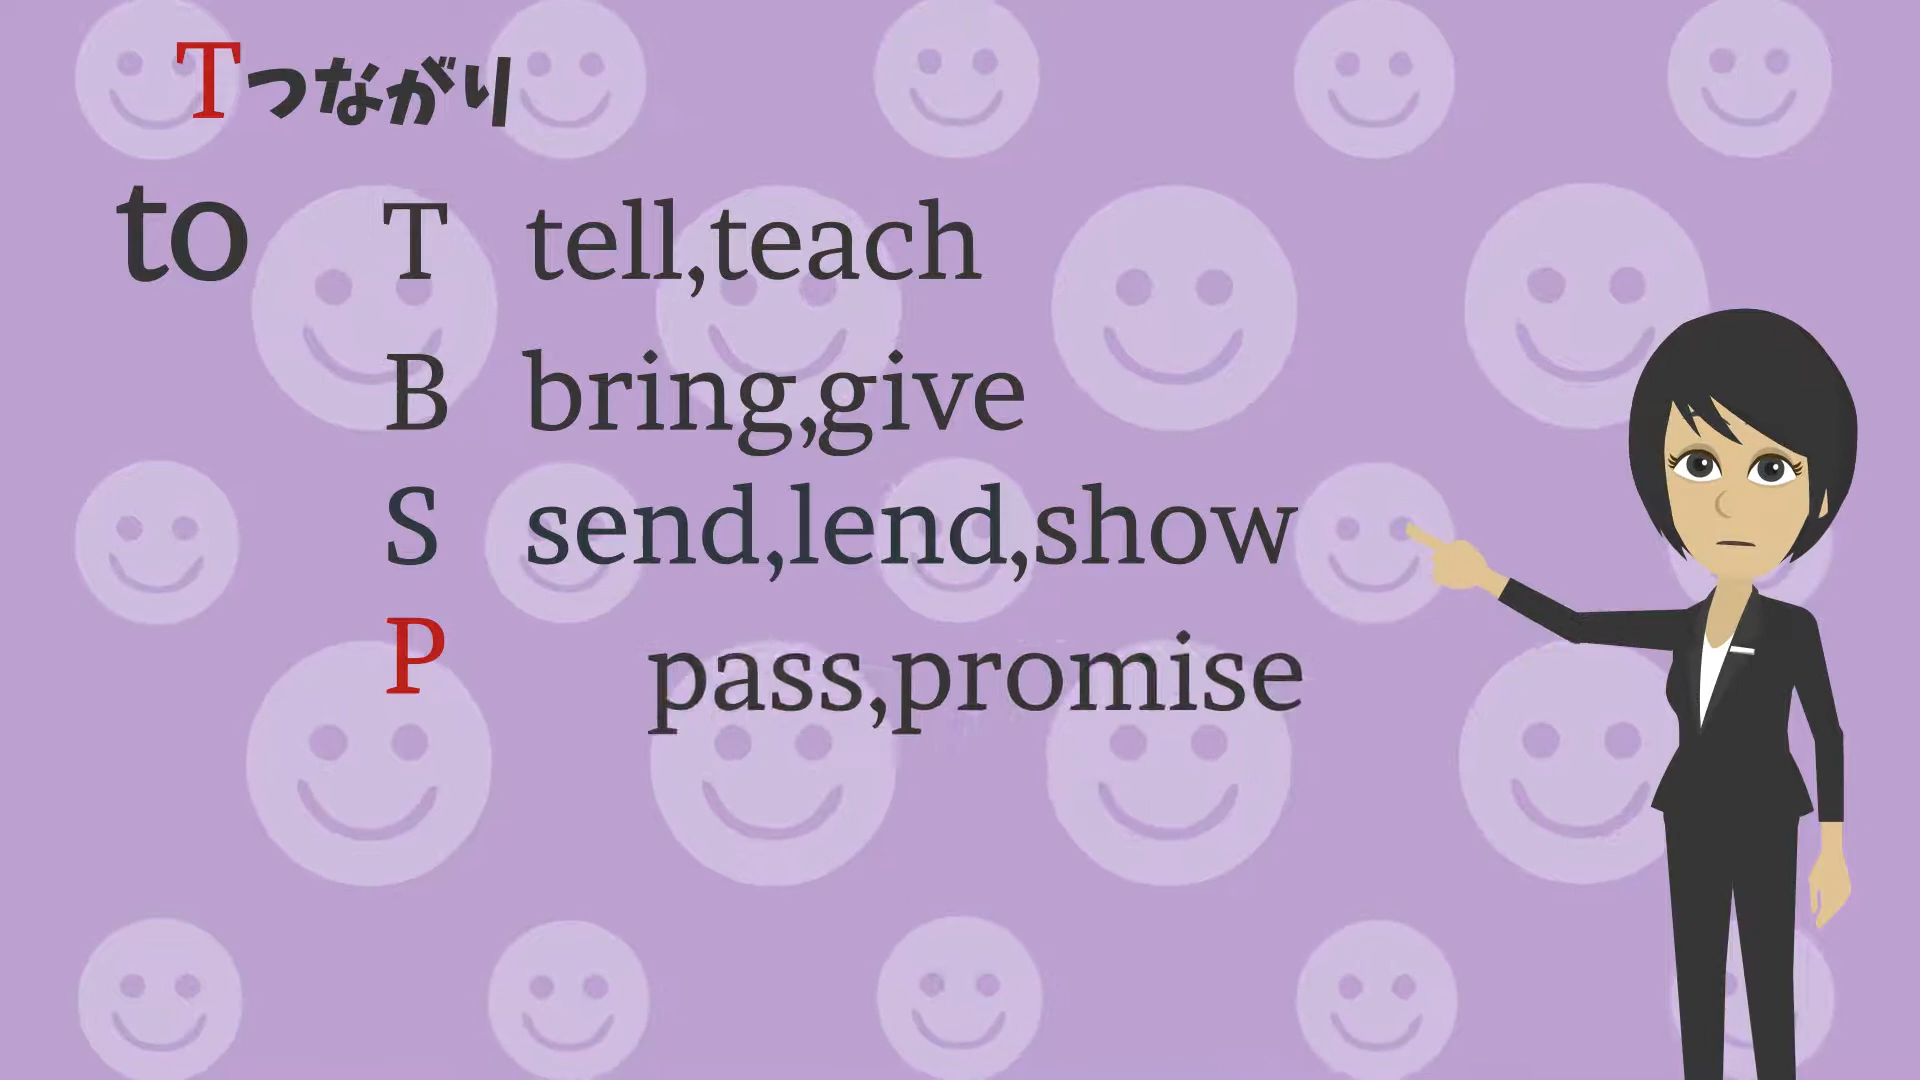 Tつながり
to T tell,teach
B bring,give
S send,lend,show
P pass,promise